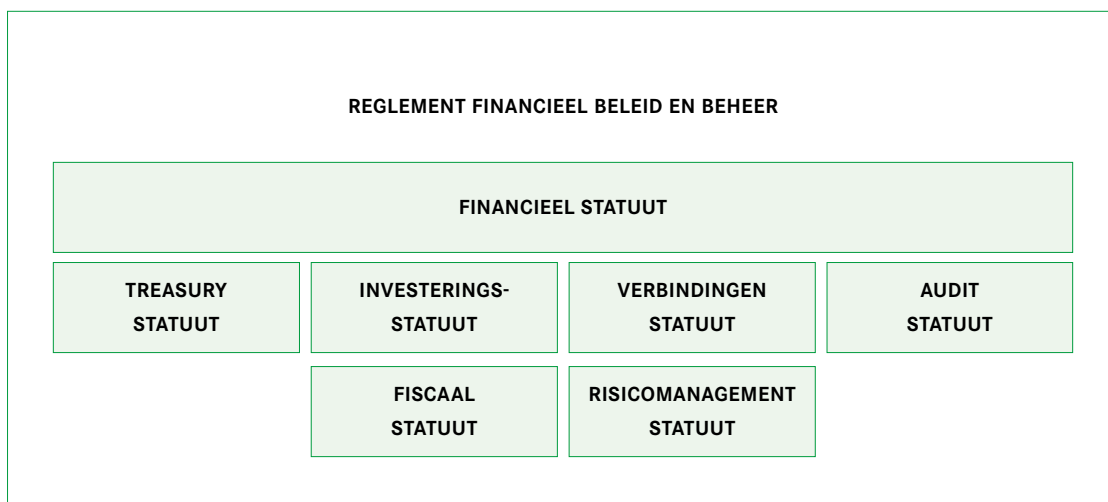 REGLEMENT FINANCIEEL BELEID EN BEHEER
FINANCIEEL STATUUT
TREASURY
STATUUT
INVESTERINGS-
STATUUT
VERBINDINGEN
STATUUT
AUDIT
STATUUT
FISCAAL
STATUUT
RISICOMANAGEMENT
STATUUT